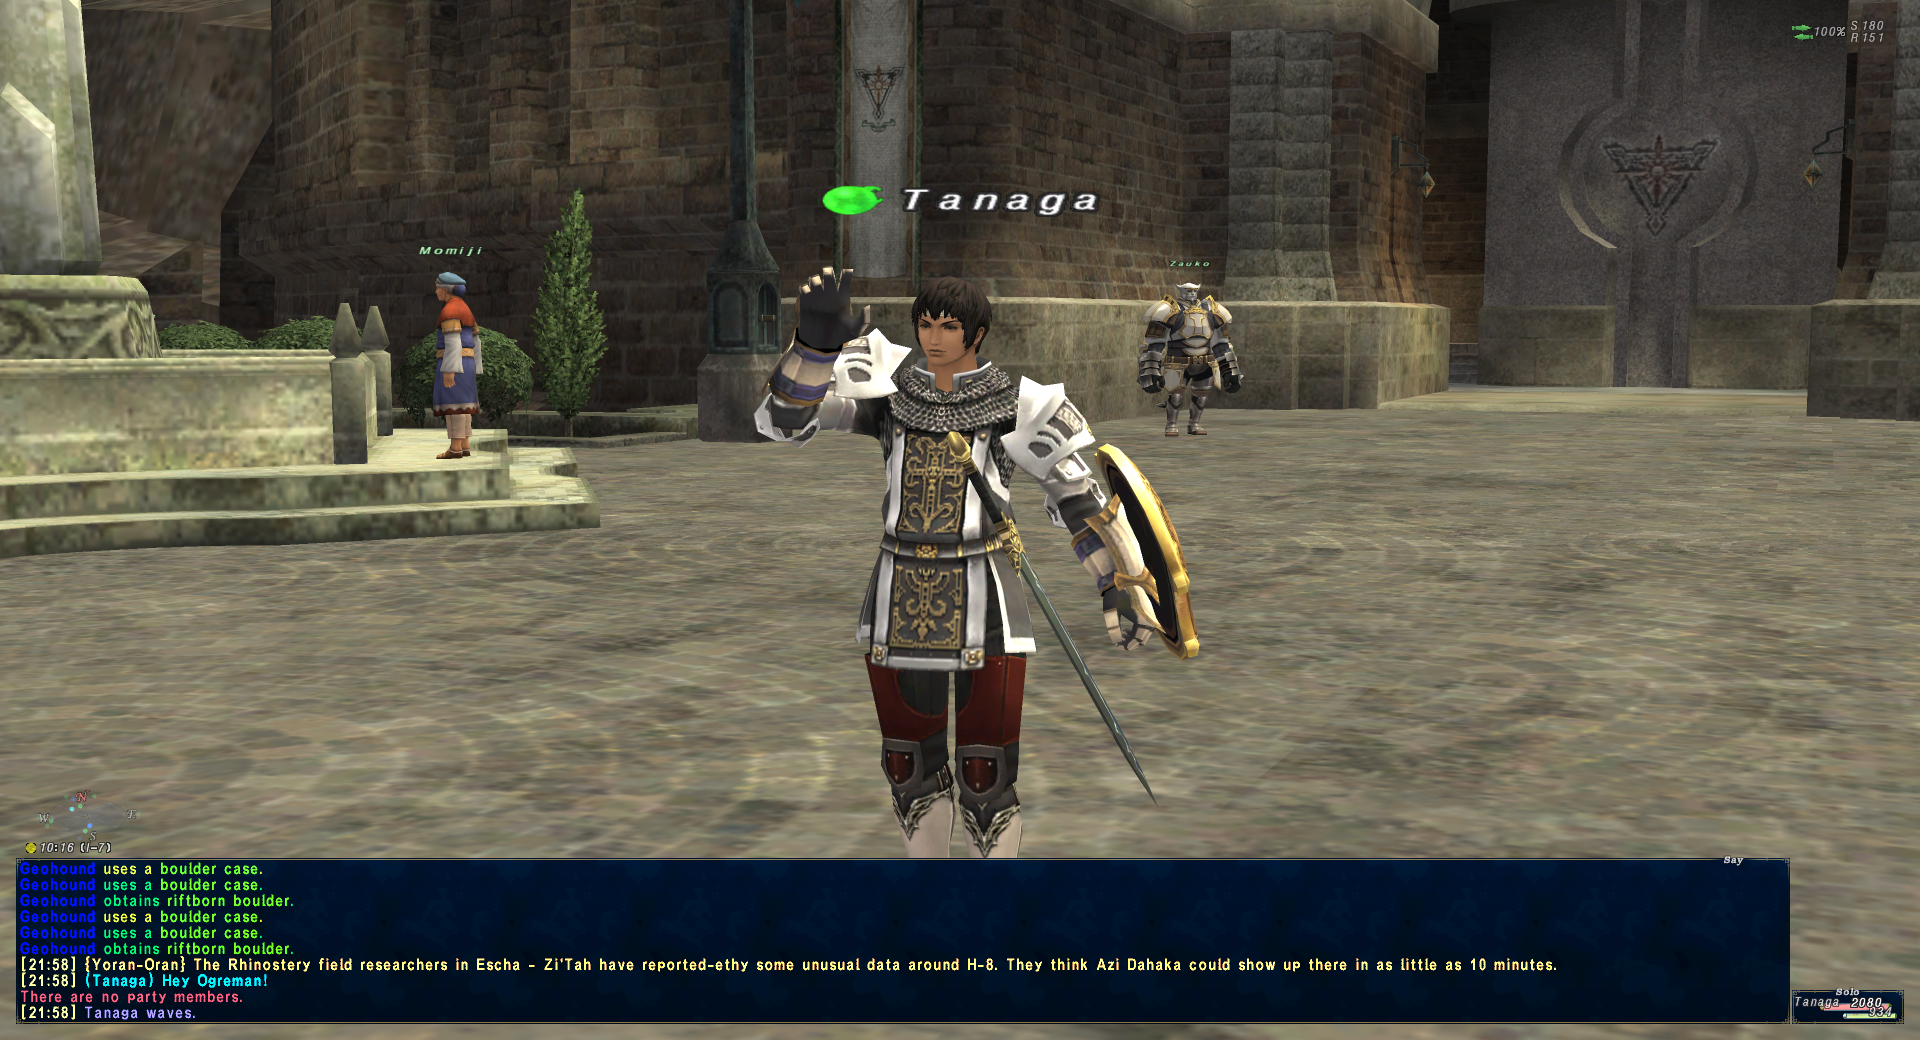 100% S 180
R 151
Tanaga
Momiji
Zauko
N
W E
S
10:16 (I-7)
Say
Geohound uses a boulder case.
Geohound uses a boulder case.
Geohound obtains riftborn boulder.
Geohound uses a boulder case.
Geohound uses a boulder case.
Geohound obtains riftborn boulder.
[21:58] {Yoran-Oran} The Rhinostery field researchers in Escha - Zi'Tah have reported-ethy some unusual data around H-8. They think Azi Dahaka could show up there in as little as 10 minutes.
[21:58] (Tanaga) Hey Ogreman!
There are no party members.
[21:58] Tanaga waves.
Solo
Tanaga 2080
934